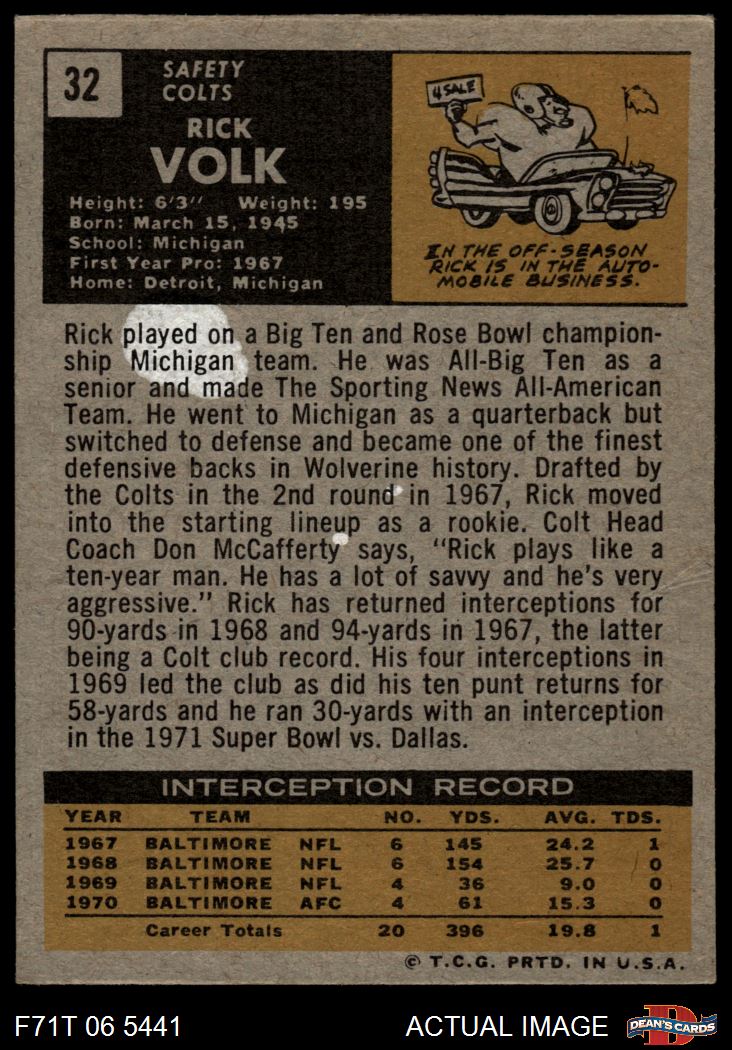 32
SAFETY
COLTS
RICK
VOLK
Height: 6'3" Weight: 195
Born: March 15, 1945
School: Michigan
First Year Pro: 1967
Home: Detroit, Michigan
4 SALE
IN THE OFF-SEASON
RICK IS IN THE AUTO-
MOBILE BUSINESS.
Rick played on a Big Ten and Rose Bowl champion-
ship Michigan team. He was All-Big Ten as a
senior and made The Sporting News All-American
Team. He went to Michigan as a quarterback but
switched to defense and became one of the finest
defensive backs in Wolverine history. Drafted by
the Colts in the 2nd round in 1967, Rick moved
into the starting lineup as a rookie. Colt Head
Coach Don McCafferty says, "Rick plays like a
ten-year man. He has a lot of savvy and he's very
aggressive." Rick has returned interceptions for
90-yards in 1968 and 94-yards in 1967, the latter
being a Colt club record. His four interceptions in
1969 led the club as did his ten punt returns for
58-yards and he ran 30-yards with an interception
in the 1971 Super Bowl vs. Dallas.
INTERCEPTION RECORD
YEAR TEAM NO. YDS. AVG. TDS.
1967 BALTIMORE NFL 6 145 24.2 1
1968 BALTIMORE NFL 6 154 25.7 0
1969 BALTIMORE NFL 4 36 9.0 0
1970 BALTIMORE AFC 4 61 15.3 0
Career Totals 20 396 19.8 1
© T.C.G. PRTD. IN U.S.A.
F71T 06 5441 ACTUAL IMAGE DEAN'S CARDS